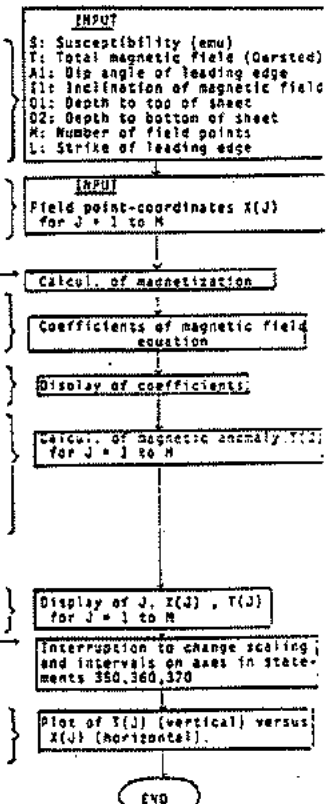 INPUT
S: Susceptibility (emu)
T: Total magnetic field (Oersted)
A1: Dip angle of leading edge
I1: Inclination of magnetic field
D1: Depth to top of sheet
D2: Depth to bottom of sheet
M: Number of field points
L: Strike of leading edge
INPUT
Field point-coordinates X(J)
for J = 1 to M
Calcul. of magnetization
Coefficients of magnetic field
equation
Display of coefficients
Calcul. of magnetic anomaly T(J)
for J = 1 to M
Display of J, X(J) , T(J)
for J = 1 to M
Interruption to change scaling
and intervals on axes in state-
ments 350,360,370
Plot of T(J) (vertical) versus
X(J) (horizontal).
END